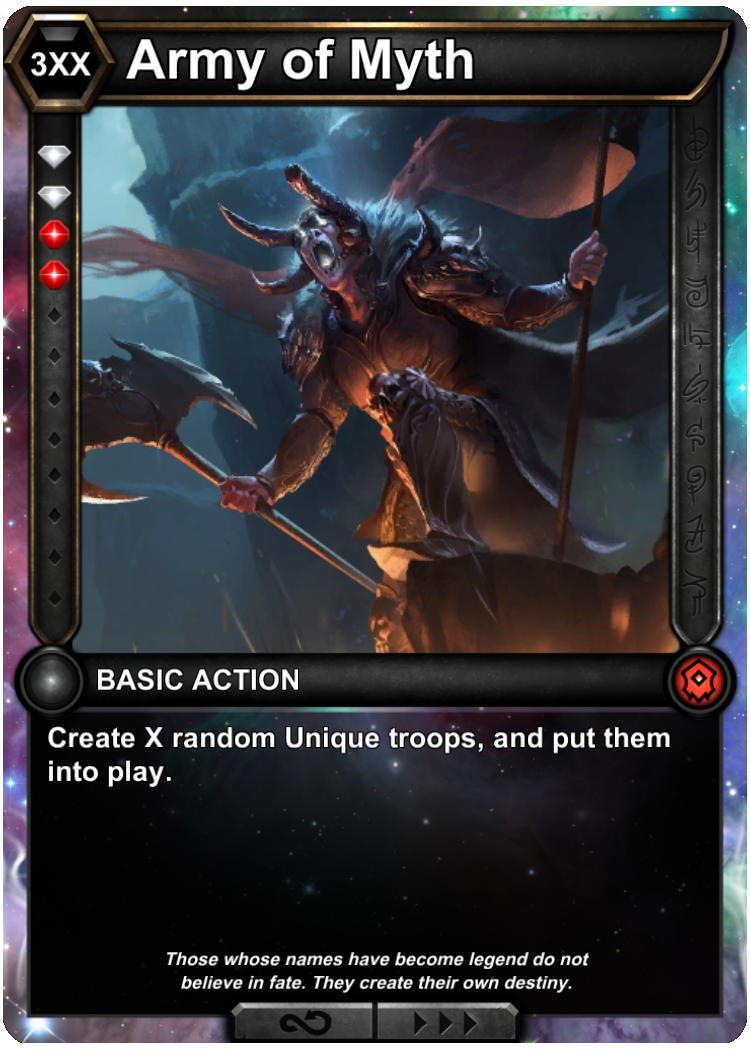 3XX
Army of Myth
BASIC ACTION
Create X random Unique troops, and put them
into play.
Those whose names have become legend do not
believe in fate. They create their own destiny.